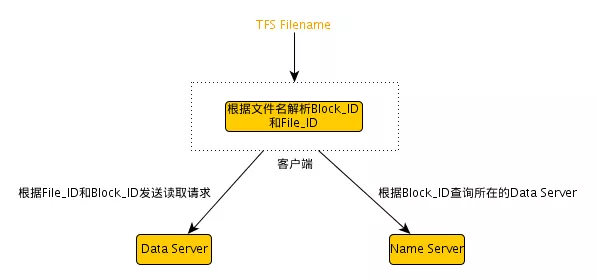 TFS Filename
根据文件名解析Block_ID
和File_ID
客户端
根据File_ID和Block_ID发送读取请求
根据Block_ID查询所在的Data Server
Data Server
Name Server